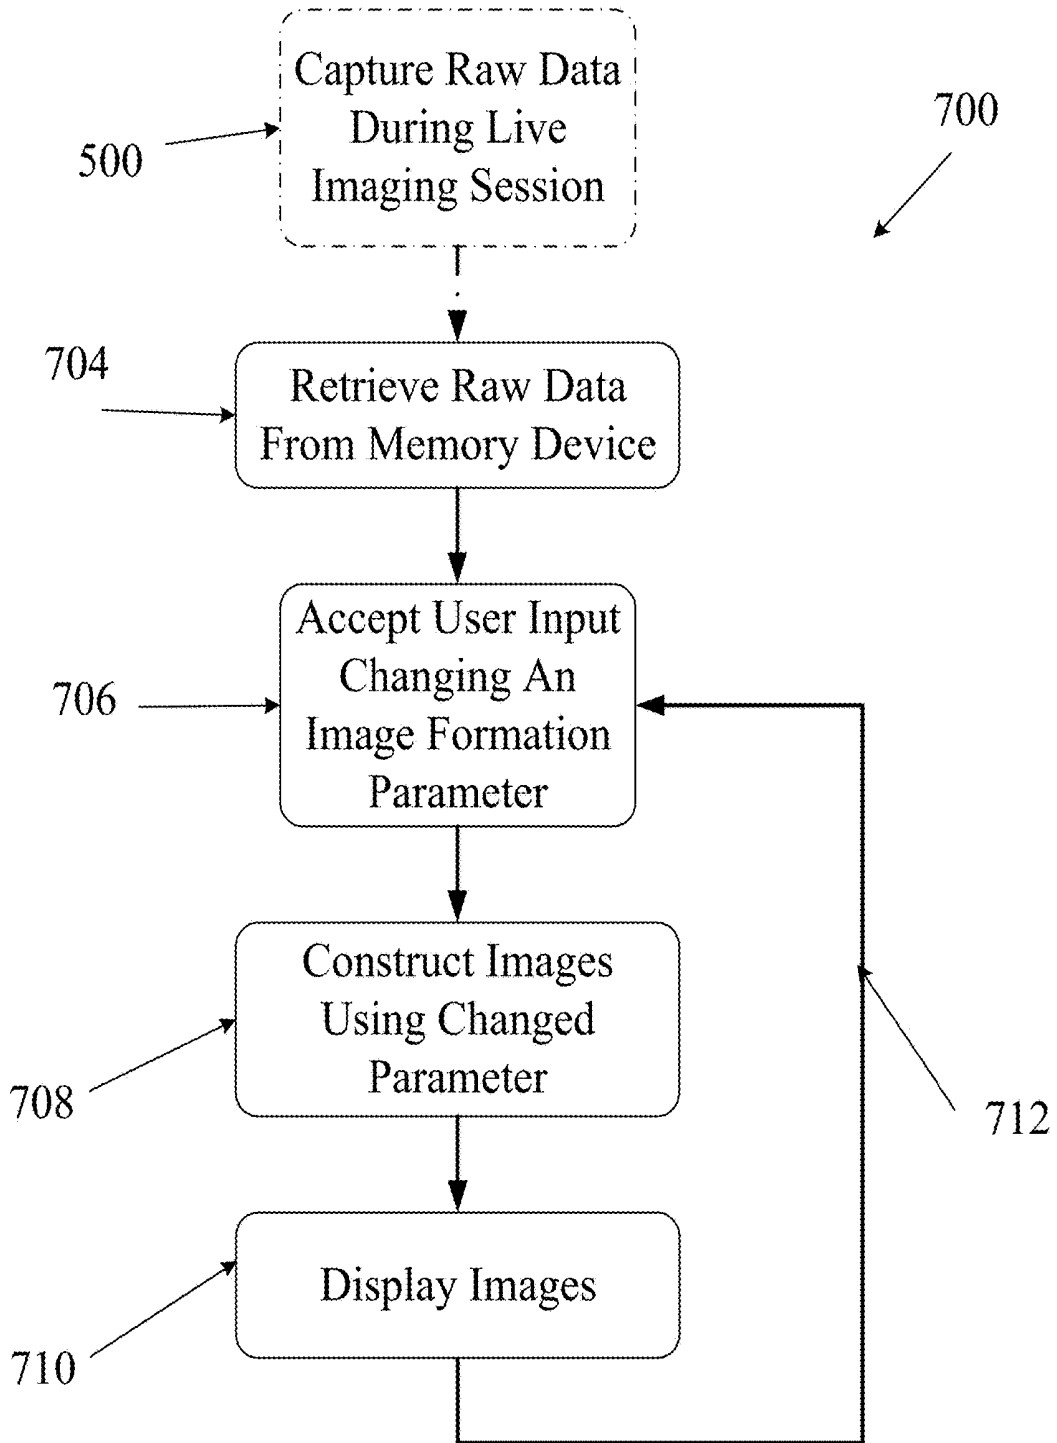 Capture Raw Data
During Live
Imaging Session
500
700
704
Retrieve Raw Data
From Memory Device
706
Accept User Input
Changing An
Image Formation
Parameter
708
Construct Images
Using Changed
Parameter
712
710
Display Images